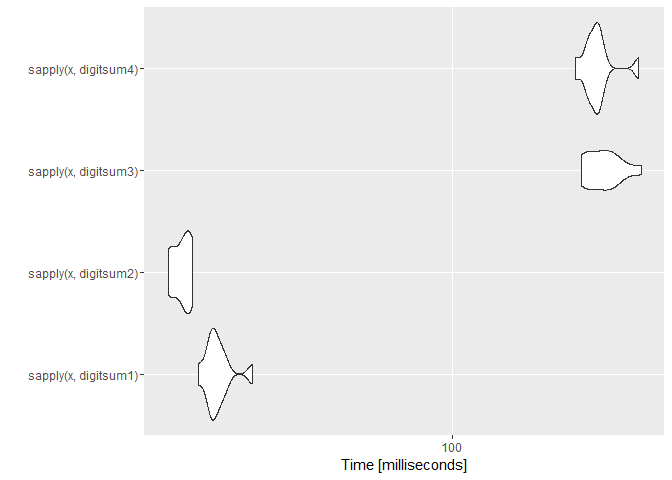 sapply(x, digitsum4)
sapply(x, digitsum3)
sapply(x, digitsum2)
sapply(x, digitsum1)
100
Time [milliseconds]